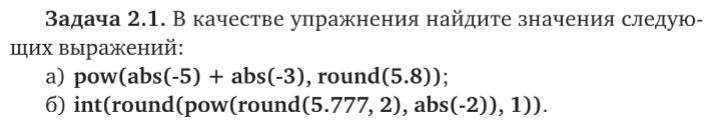 Задача 2.1. В качестве упражнения найдите значения следую-
щих выражений:
а) pow(abs(-5) + abs(-3), round(5.8));
б) int(round(pow(round(5.777, 2), abs(-2)), 1)).